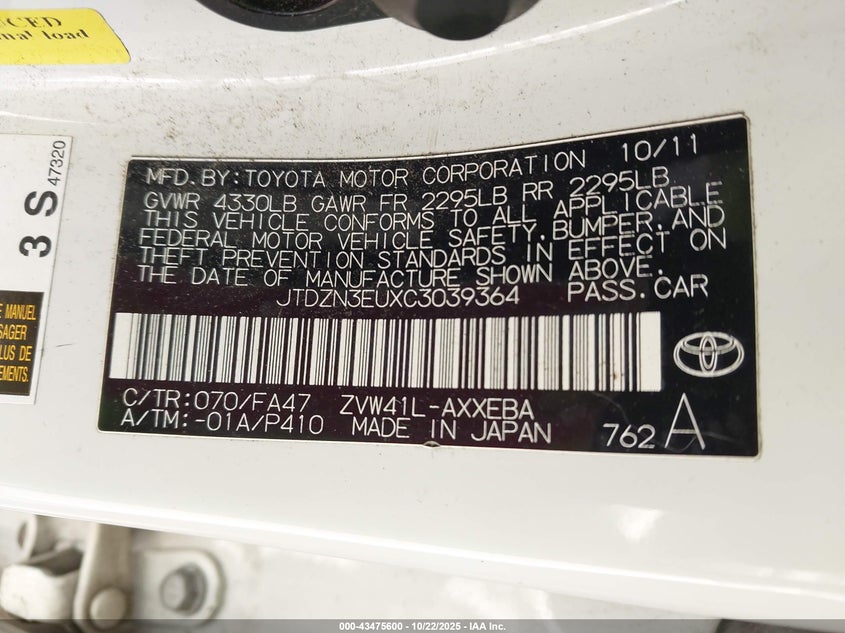 UCED
nal load
3 S
47320
E MANUEL
SAGER
LUS DE
EMENTS.
MFD.BY:TOYOTA MOTOR CORPORATION 10/11
GVWR 4330LB GAWR FR 2295LB RR 2295LB
THIS VEHICLE CONFORMS TO ALL APPLICABLE
FEDERAL MOTOR VEHICLE SAFETY,BUMPER,AND
THEFT PREVENTION STANDARDS IN EFFECT ON
THE DATE OF MANUFACTURE SHOWN ABOVE.
JTDZN3EUXC3039364 PASS.CAR
C/TR:070/FA47 ZVW41L-AXXEBA
A/TM:-01A/P410 MADE IN JAPAN 762 A
000-43475600 | 10/22/2025 - IAA Inc.